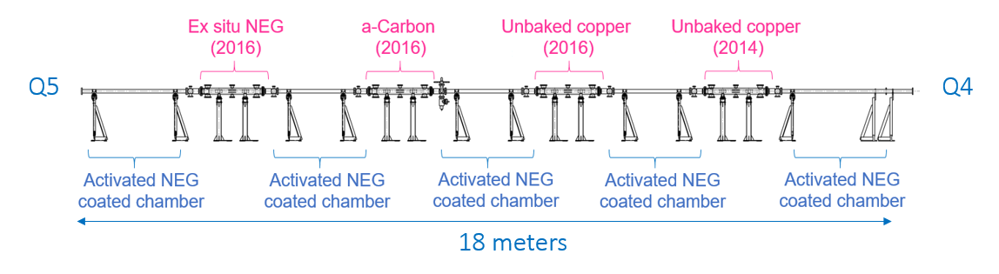 Ex situ NEG
(2016)
a-Carbon
(2016)
Unbaked copper
(2016)
Unbaked copper
(2014)
Q5
Q4
Activated NEG
coated chamber
Activated NEG
coated chamber
Activated NEG
coated chamber
Activated NEG
coated chamber
Activated NEG
coated chamber
18 meters